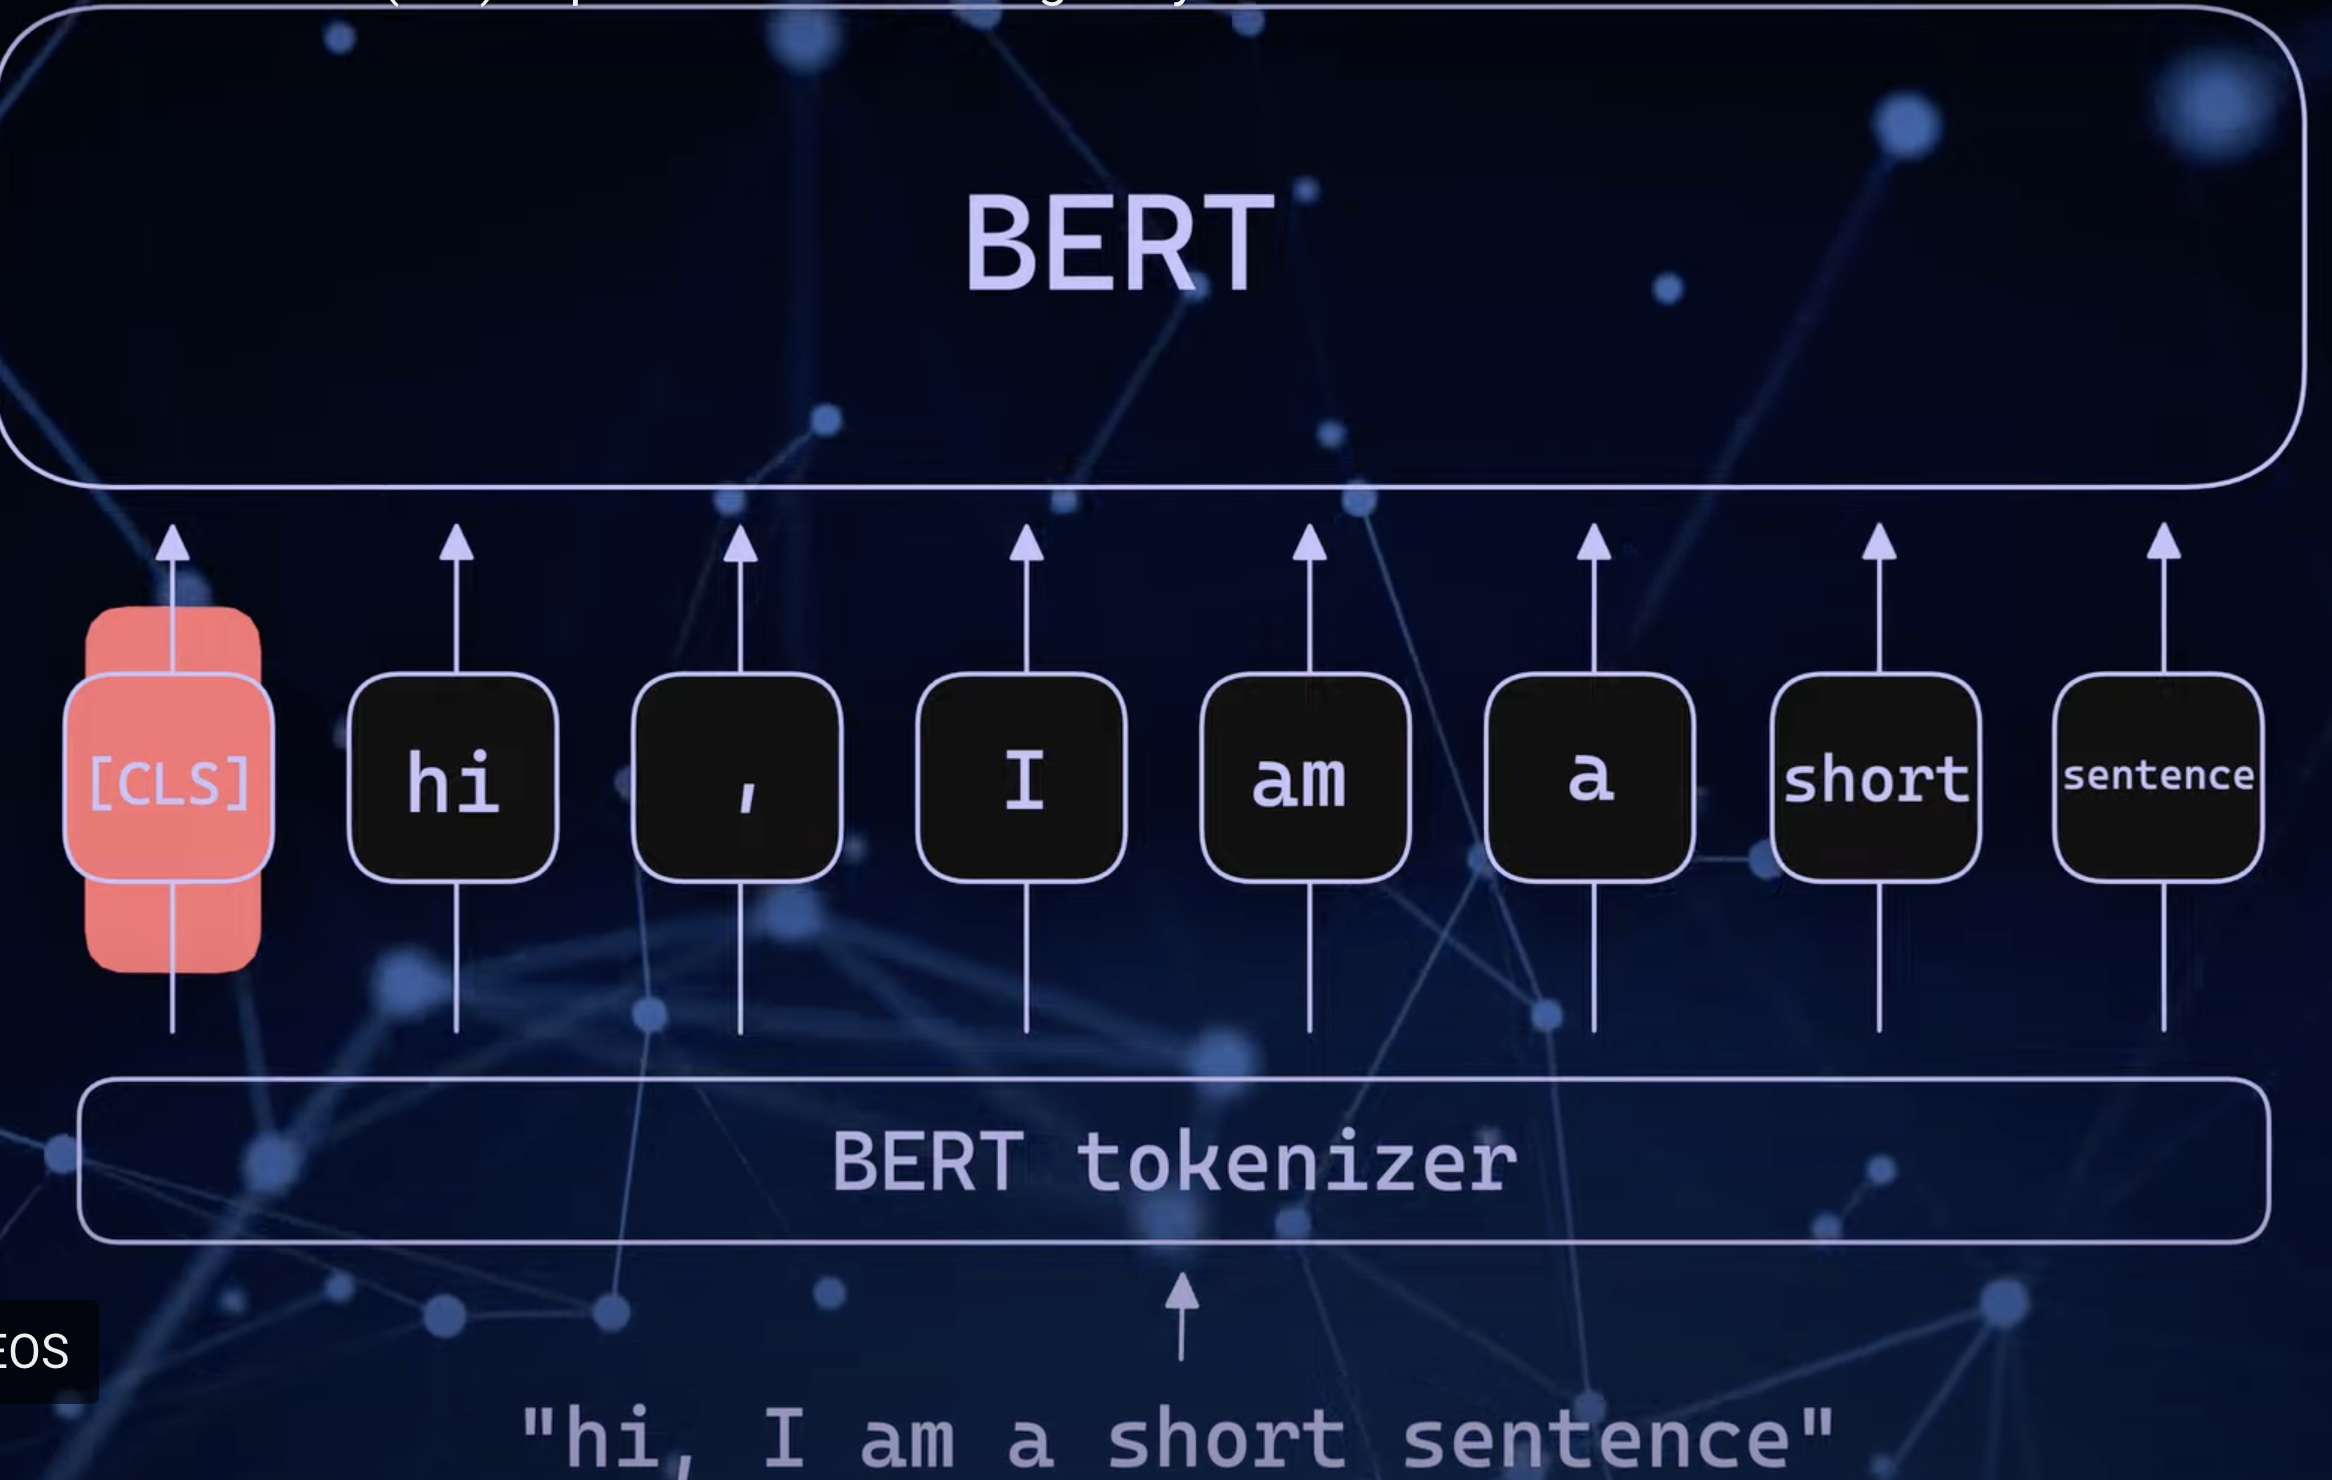 BERT
[CLS] hi , I am a short sentence
BERT tokenizer
EOS
"hi, I am a short sentence"